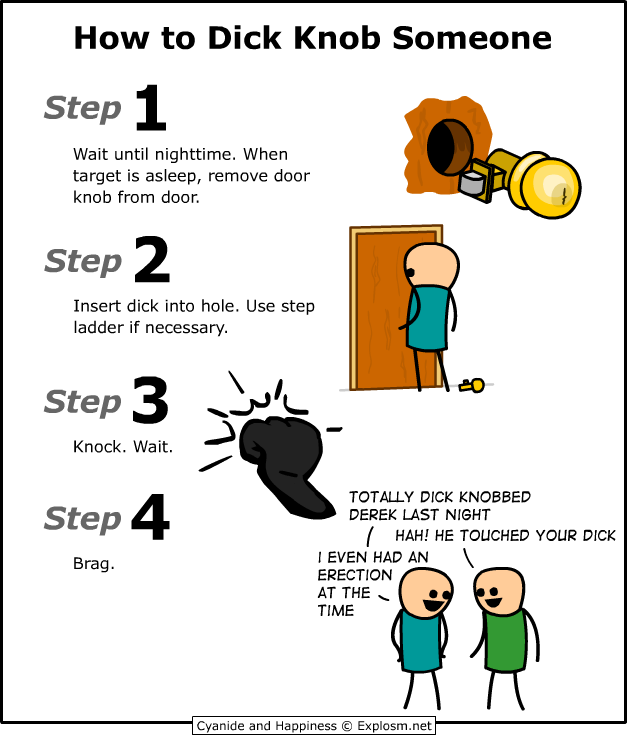 How to Dick Knob Someone
Step 1
Wait until nighttime. When
target is asleep, remove door
knob from door.
Step 2
Insert dick into hole. Use step
ladder if necessary.
Step 3
Knock. Wait.
Step 4
Brag.
TOTALLY DICK KNOBBED
DEREK LAST NIGHT
HAH! HE TOUCHED YOUR DICK
I EVEN HAD AN
ERECTION
AT THE
TIME
Cyanide and Happiness © Explosm.net